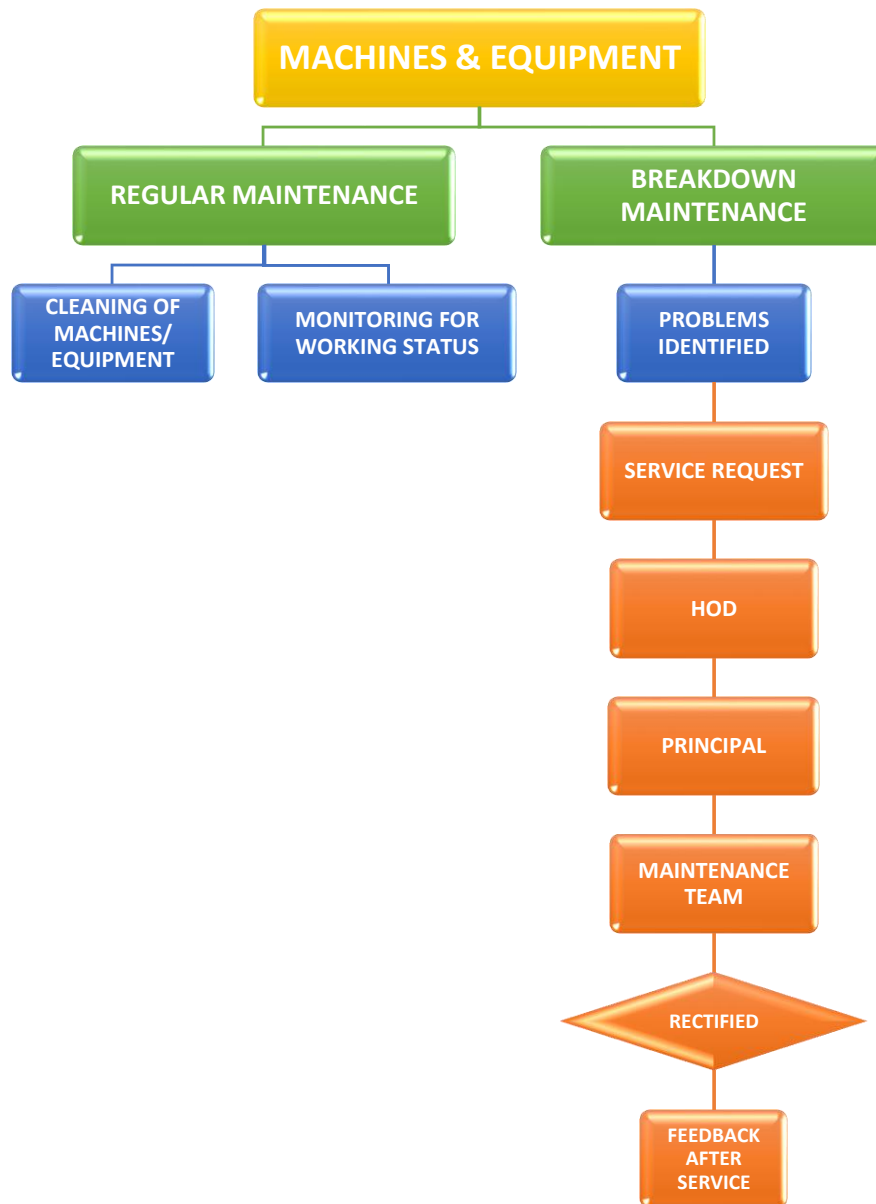 MACHINES & EQUIPMENT
REGULAR MAINTENANCE
BREAKDOWN
MAINTENANCE
CLEANING OF
MACHINES/
EQUIPMENT
MONITORING FOR
WORKING STATUS
PROBLEMS
IDENTIFIED
SERVICE REQUEST
HOD
PRINCIPAL
MAINTENANCE
TEAM
RECTIFIED
FEEDBACK
AFTER
SERVICE